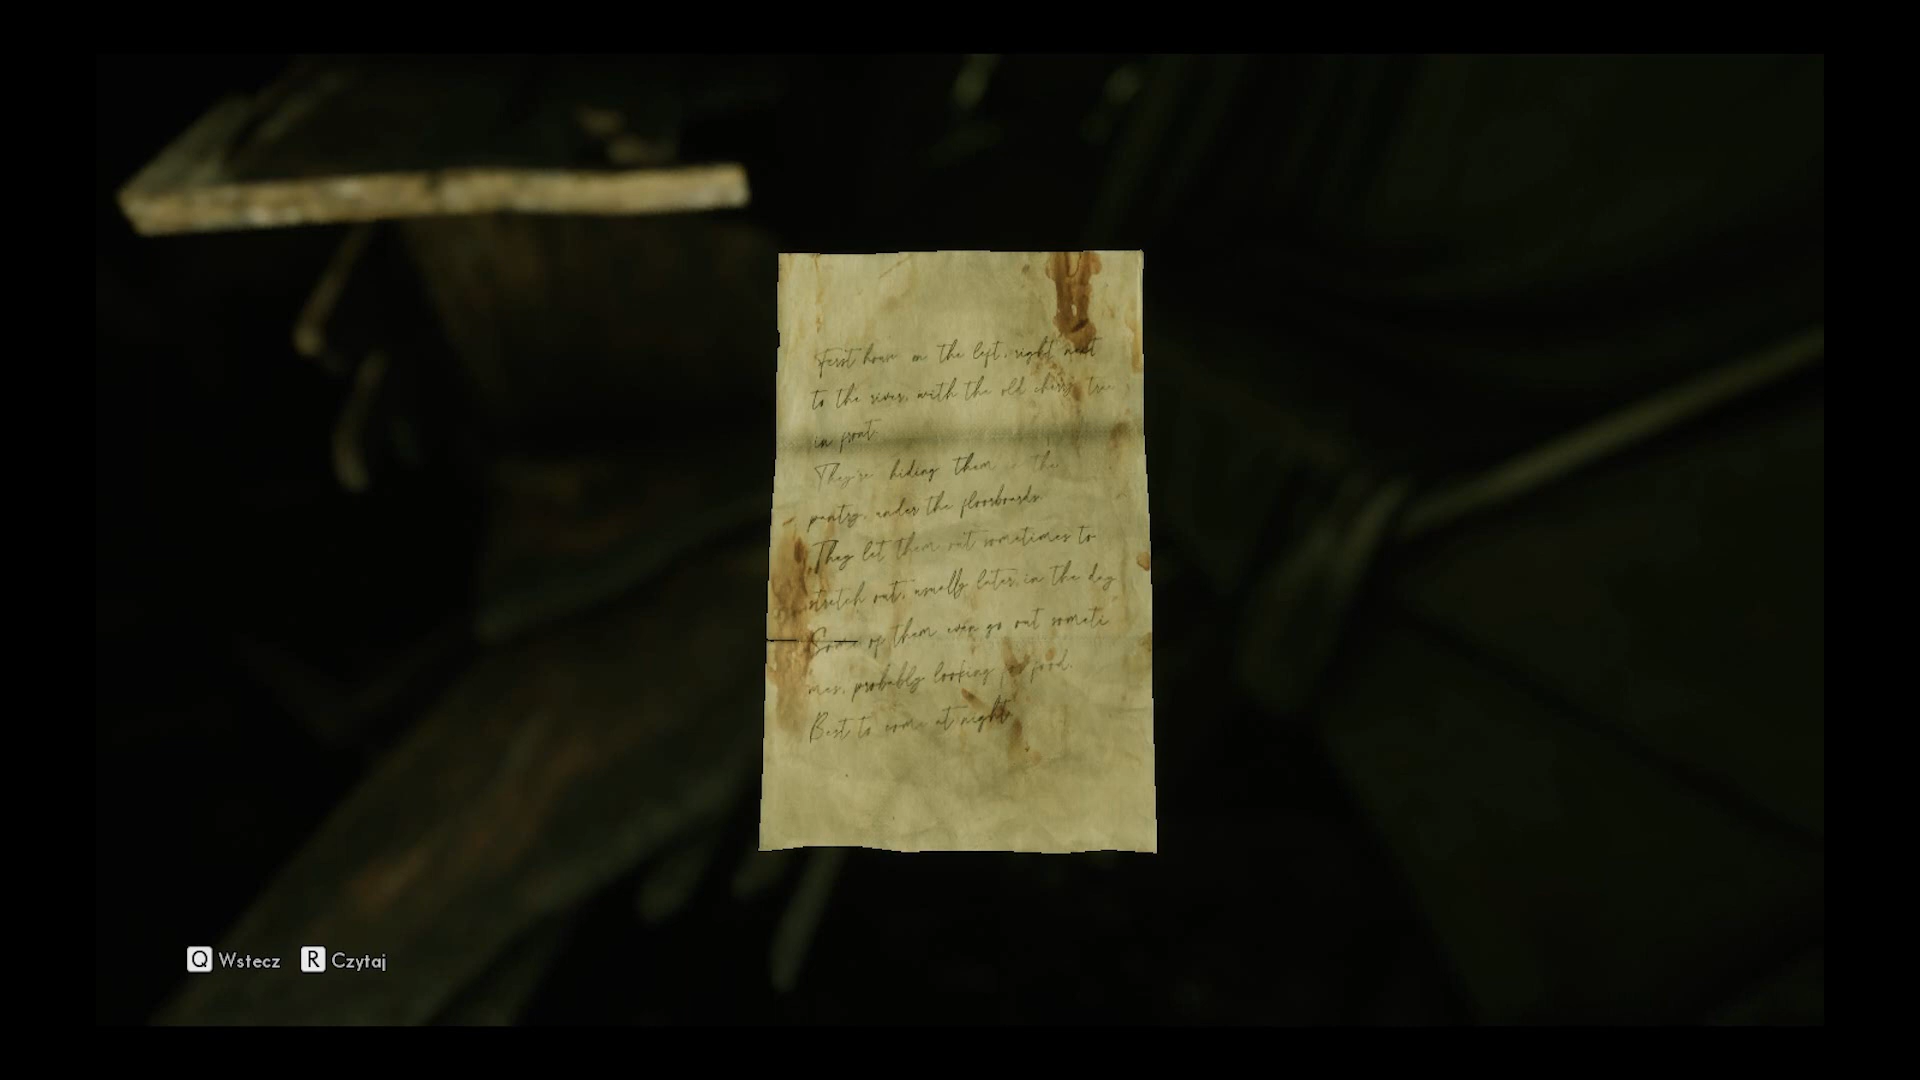 First house on the left, right next
to the river, with the old cherry tree
in front.
They're hiding them in the
pantry, under the floorboards.
They let them out sometimes to
stretch out, usually later in the day
Some of them even go out someti
mes, probably looking for food.
Best to come at night
Q Wstecz R Czytaj